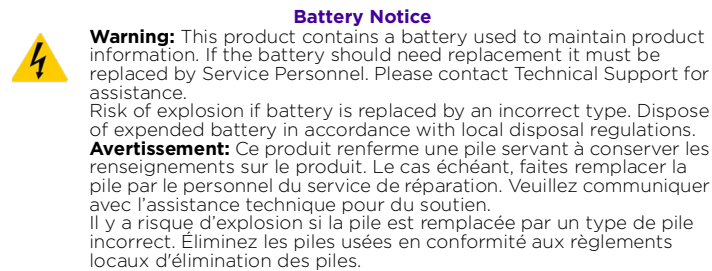 Battery Notice
Warning: This product contains a battery used to maintain product
information. If the battery should need replacement it must be
replaced by Service Personnel. Please contact Technical Support for
assistance.
Risk of explosion if battery is replaced by an incorrect type. Dispose
of expended battery in accordance with local disposal regulations.
Avertissement: Ce produit renferme une pile servant à conserver les
renseignements sur le produit. Le cas échéant, faites remplacer la
pile par le personnel du service de réparation. Veuillez communiquer
avec l’assistance technique pour du soutien.
Il y a risque d’explosion si la pile est remplacée par un type de pile
incorrect. Éliminez les piles usées en conformité aux règlements
locaux d'élimination des piles.